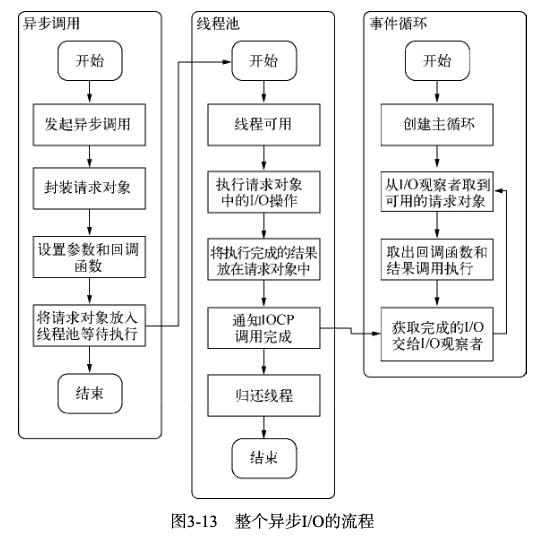 异步调用
开始
发起异步调用
封装请求对象
设置参数和回调
函数
将请求对象放入
线程池等待执行
结束
线程池
开始
线程可用
执行请求对象
中的I/O操作
将执行完成的结果
放在请求对象中
通知IOCP
调用完成
归还线程
结束
事件循环
开始
创建主循环
从I/O观察者取到
可用的请求对象
取出回调函数和
结果调用执行
获取完成的I/O
交给I/O观察者
图3-13 整个异步I/O的流程